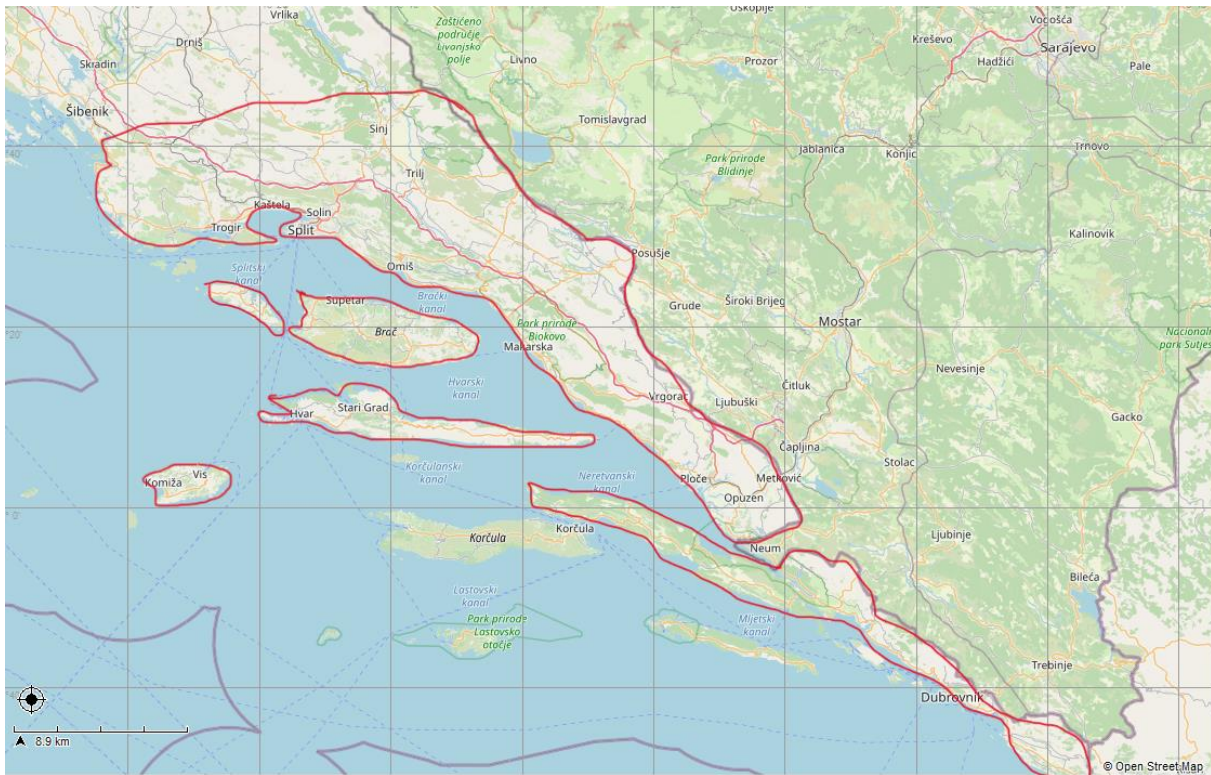 Vrlika
Uskoplje
Vogošća
Drniš
Zaštićeno
područje
Livanjsko
polje
Kreševo
Sarajevo
Skradin
Livno
Prozor
Hadžići
Pale
Šibenik
Tomislavgrad
Sinj
Jablanica
Konjic
Trnovo
40'
Park prirode
Blidinje
Trilj
Kaštela
Solin
Trogir
Split
Kalinovik
Posušje
Omiš
Splitski
kanal
Brački
kanal
Supetar
Grude
Široki Brijeg
Mostar
Park prirode
Biokovo
Brač
° 20'
Nacionalni
park Sutjes
Makarska
Nevesinje
Hvarski
kanal
Čitluk
Vrgorac
Ljubuški
Stari Grad
Hvar
Gacko
Čapljina
Korčulanski
kanal
Neretvanski
kanal
Stolac
Vis
Komiža
Ploče
Metković
Opuzen
° 0'
Korčula
Korčula
Ljubinje
Neum
Bileća
Lastovski
kanal
Park prirode
Lastovsko
otočje
Mljetski
kanal
Trebinje
Dubrovnik
8.9 km
© Open Street Map